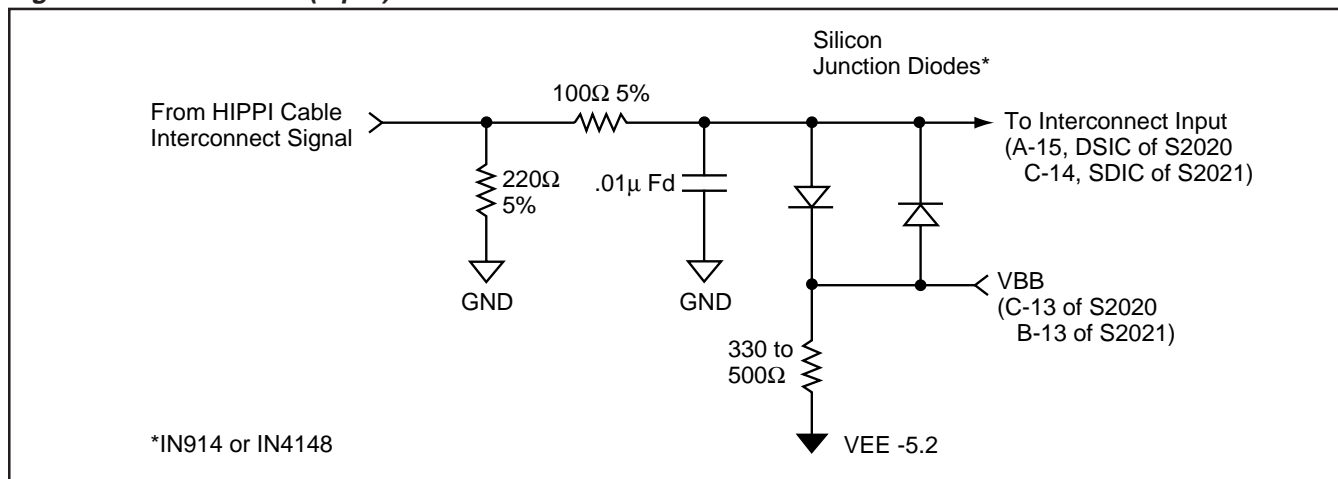 Silicon
Junction Diodes*
From HIPPI Cable
Interconnect Signal
100Ω 5%
To Interconnect Input
(A-15, DSIC of S2020
C-14, SDIC of S2021)
220Ω
5%
.01μ Fd
GND
GND
VBB
(C-13 of S2020
B-13 of S2021)
330 to
500Ω
*IN914 or IN4148
VEE -5.2